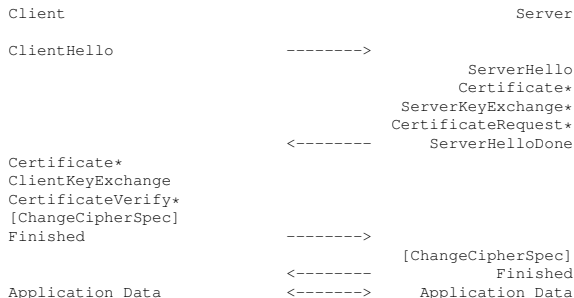 Client                                               Server

ClientHello                  -------->
                                                ServerHello
                                               Certificate*
                                         ServerKeyExchange*
                                        CertificateRequest*
                             <--------      ServerHelloDone
Certificate*
ClientKeyExchange
CertificateVerify*
[ChangeCipherSpec]
Finished                     -------->
                                         [ChangeCipherSpec]
                             <--------             Finished
Application Data             <------->     Application Data